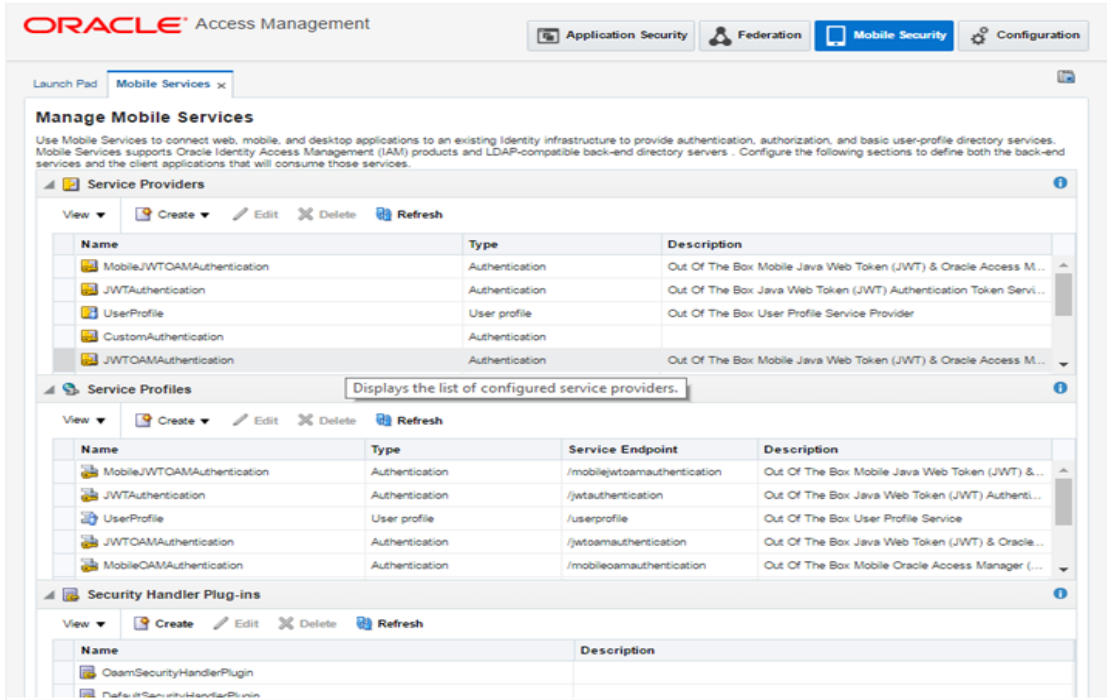 ORACLE® Access Management
Application Security
Federation
Mobile Security
Configuration
Launch Pad
Mobile Services x
Manage Mobile Services
Use Mobile Services to connect web, mobile, and desktop applications to an existing Identity infrastructure to provide authentication, authorization, and basic user-profile directory services.
Mobile Services supports Oracle Identity Access Management (IAM) products and LDAP-compatible back-end directory servers . Configure the following sections to define both the back-end
services and the client applications that will consume those services.
Service Providers
View Create Edit Delete Refresh
Name Type Description
MobileJWTOAMAuthentication Authentication Out Of The Box Mobile Java Web Token (JWT) & Oracle Access M...
JWTAuthentication Authentication Out Of The Box Java Web Token (JWT) Authentication Token Servi...
UserProfile User profile Out Of The Box User Profile Service Provider
CustomAuthentication Authentication
JWTOAMAuthentication Authentication Out Of The Box Mobile Java Web Token (JWT) & Oracle Access M...
Service Profiles
Displays the list of configured service providers.
View Create Edit Delete Refresh
Name Type Service Endpoint Description
MobileJWTOAMAuthentication Authentication /mobilejwtoamauthentication Out Of The Box Mobile Java Web Token (JWT) &...
JWTAuthentication Authentication /jwtauthentication Out Of The Box Java Web Token (JWT) Authenti...
UserProfile User profile /userprofile Out Of The Box User Profile Service
JWTOAMAuthentication Authentication /jwtoamauthentication Out Of The Box Java Web Token (JWT) & Oracle...
MobileOAMAuthentication Authentication /mobileoamauthentication Out Of The Box Mobile Oracle Access Manager (...
Security Handler Plug-ins
View Create Edit Delete Refresh
Name Description
OaamSecurityHandlerPlugin
DefaultSecurityHandlerPlugin